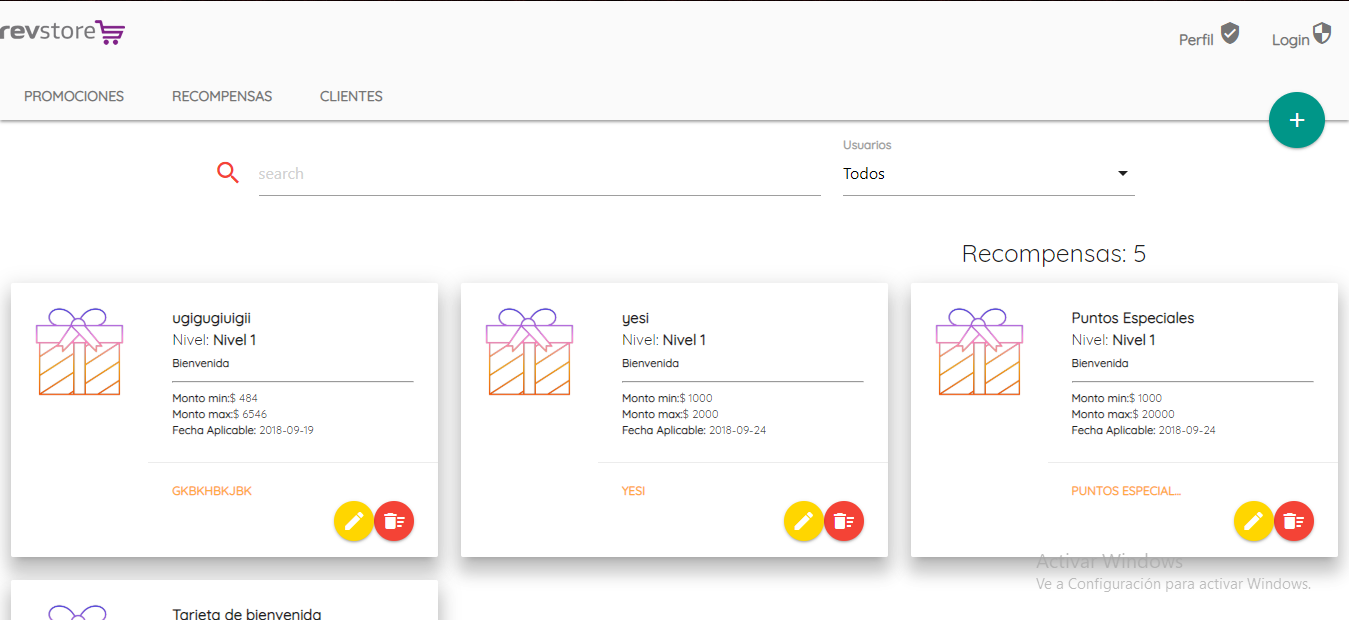 revstore
Perfil
Login
PROMOCIONES
RECOMPENSAS
CLIENTES
+
Usuarios
search
Todos
Recompensas: 5
ugigugiuigii
Nivel: Nivel 1
Bienvenida
Monto min:$ 484
Monto max:$ 6546
Fecha Aplicable: 2018-09-19
GKBKHBKJBK
yesi
Nivel: Nivel 1
Bienvenida
Monto min:$ 1000
Monto max:$ 2000
Fecha Aplicable: 2018-09-24
YESI
Puntos Especiales
Nivel: Nivel 1
Bienvenida
Monto min:$ 1000
Monto max:$ 20000
Fecha Aplicable: 2018-09-24
PUNTOS ESPECIAL...
Activar Windows
Ve a Configuración para activar Windows.
Tarjeta de bienvenida